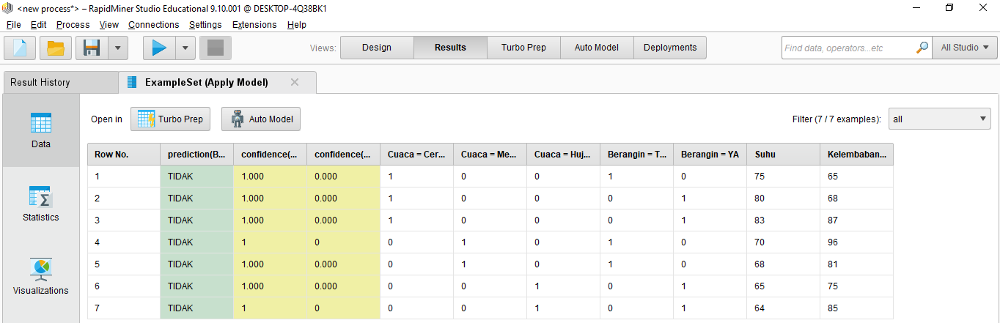 <new process*> – RapidMiner Studio Educational 9.10.001 @ DESKTOP-4Q38BK1
File Edit Process View Connections Settings Extensions Help
Views: Design Results Turbo Prep Auto Model Deployments Find data, operators...etc All Studio
Result History ExampleSet (Apply Model)
Open in Turbo Prep Auto Model Filter (7 / 7 examples): all
Data
Statistics
Visualizations
Row No. prediction(B... confidence(... confidence(... Cuaca = Cer... Cuaca = Me... Cuaca = Huj... Berangin = T... Berangin = YA Suhu Kelembaban...
1 TIDAK 1.000 0.000 1 0 0 1 0 75 65
2 TIDAK 1.000 0.000 1 0 0 0 1 80 68
3 TIDAK 1.000 0.000 1 0 0 0 1 83 87
4 TIDAK 1 0 0 1 0 1 0 70 96
5 TIDAK 1.000 0.000 0 1 0 1 0 68 81
6 TIDAK 1.000 0.000 0 0 1 0 1 65 75
7 TIDAK 1 0 0 0 1 0 1 64 85